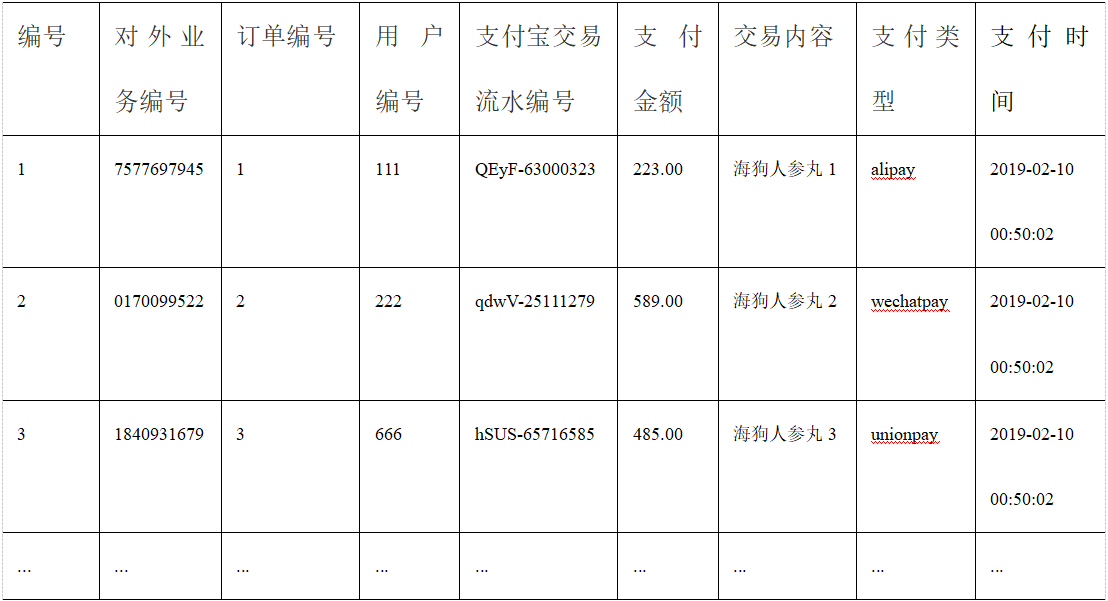 编号 对外业务编号 订单编号 用户编号 支付宝交易流水编号 支付金额 交易内容 支付类型 支付时间
1 7577697945 1 111 QEyF-63000323 223.00 海狗人参丸 1 alipay 2019-02-10 00:50:02
2 0170099522 2 222 qdwV-25111279 589.00 海狗人参丸 2 wechatpay 2019-02-10 00:50:02
3 1840931679 3 666 hSUS-65716585 485.00 海狗人参丸 3 unionpay 2019-02-10 00:50:02
... ... ... ... ... ... ... ... ...